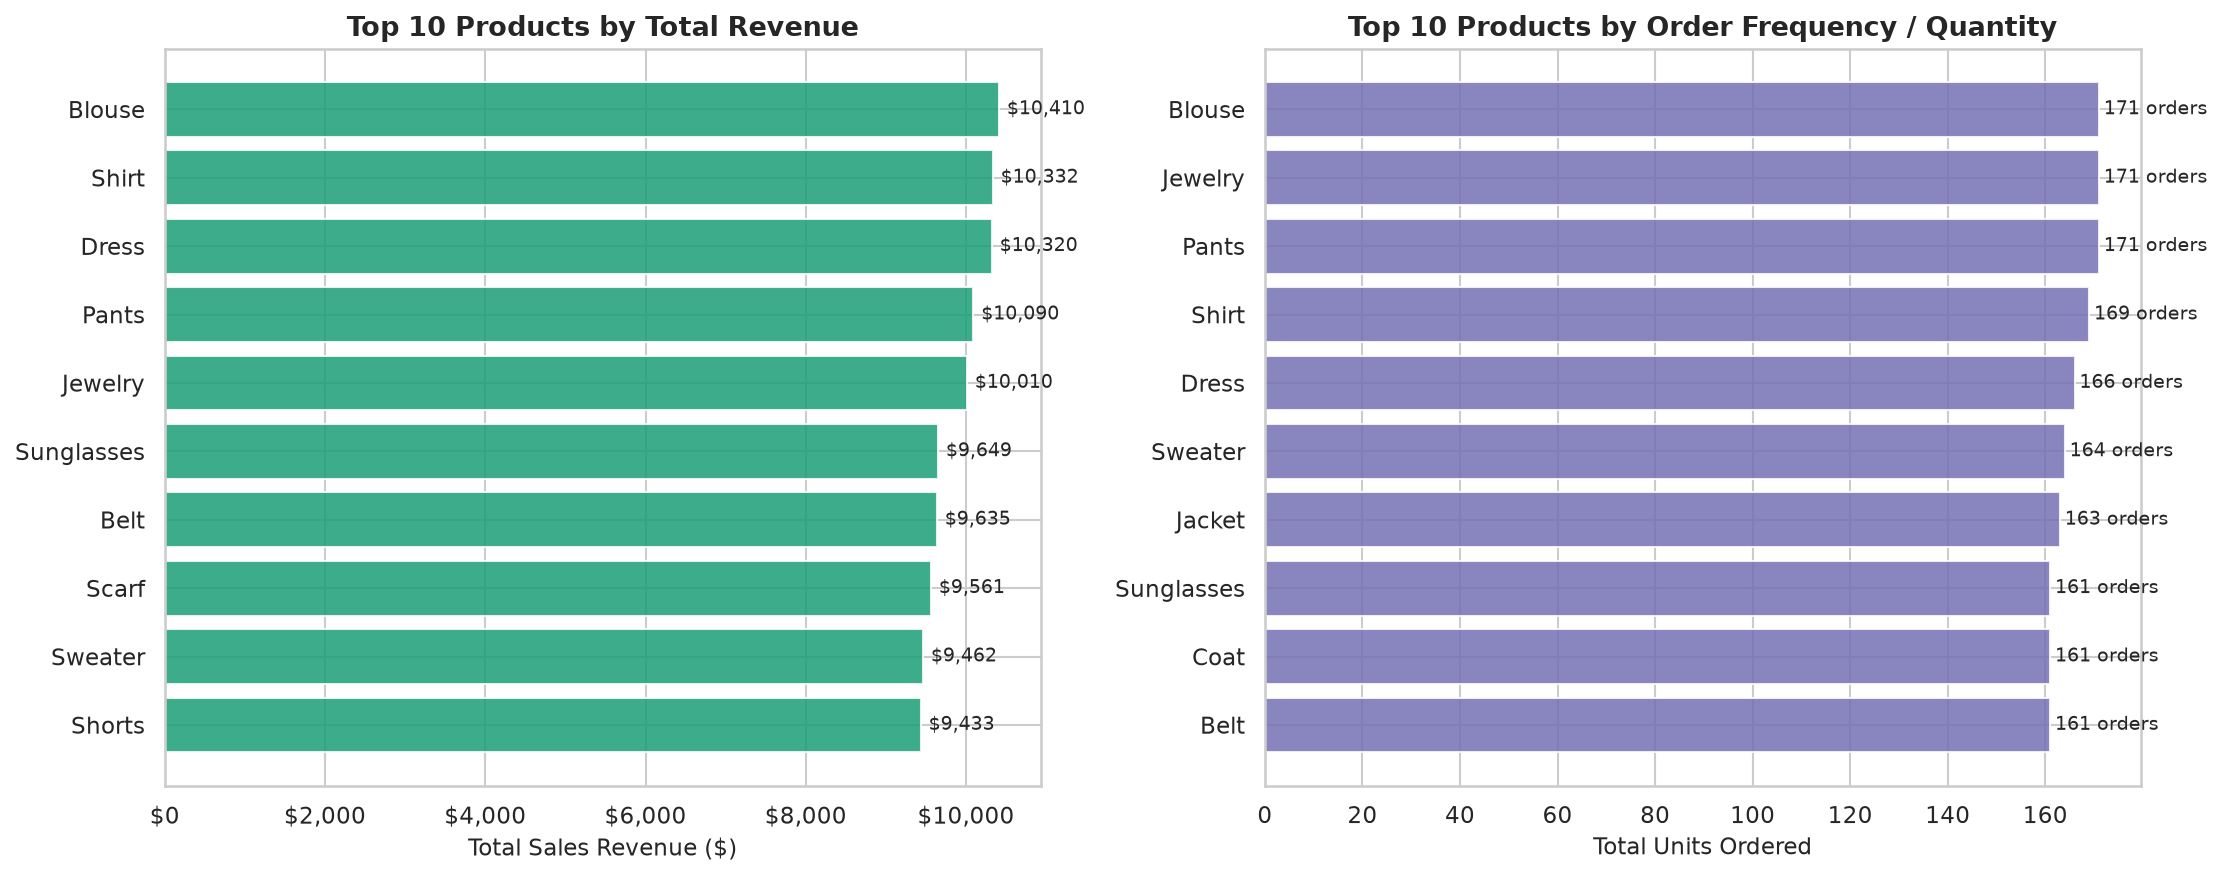 Top 10 Products by Total Revenue
Blouse $10,410
Shirt $10,332
Dress $10,320
Pants $10,090
Jewelry $10,010
Sunglasses $9,649
Belt $9,635
Scarf $9,561
Sweater $9,462
Shorts $9,433
$0 $2,000 $4,000 $6,000 $8,000 $10,000
Total Sales Revenue ($)
Top 10 Products by Order Frequency / Quantity
Blouse 171 orders
Jewelry 171 orders
Pants 171 orders
Shirt 169 orders
Dress 166 orders
Sweater 164 orders
Jacket 163 orders
Sunglasses 161 orders
Coat 161 orders
Belt 161 orders
0 20 40 60 80 100 120 140 160
Total Units Ordered